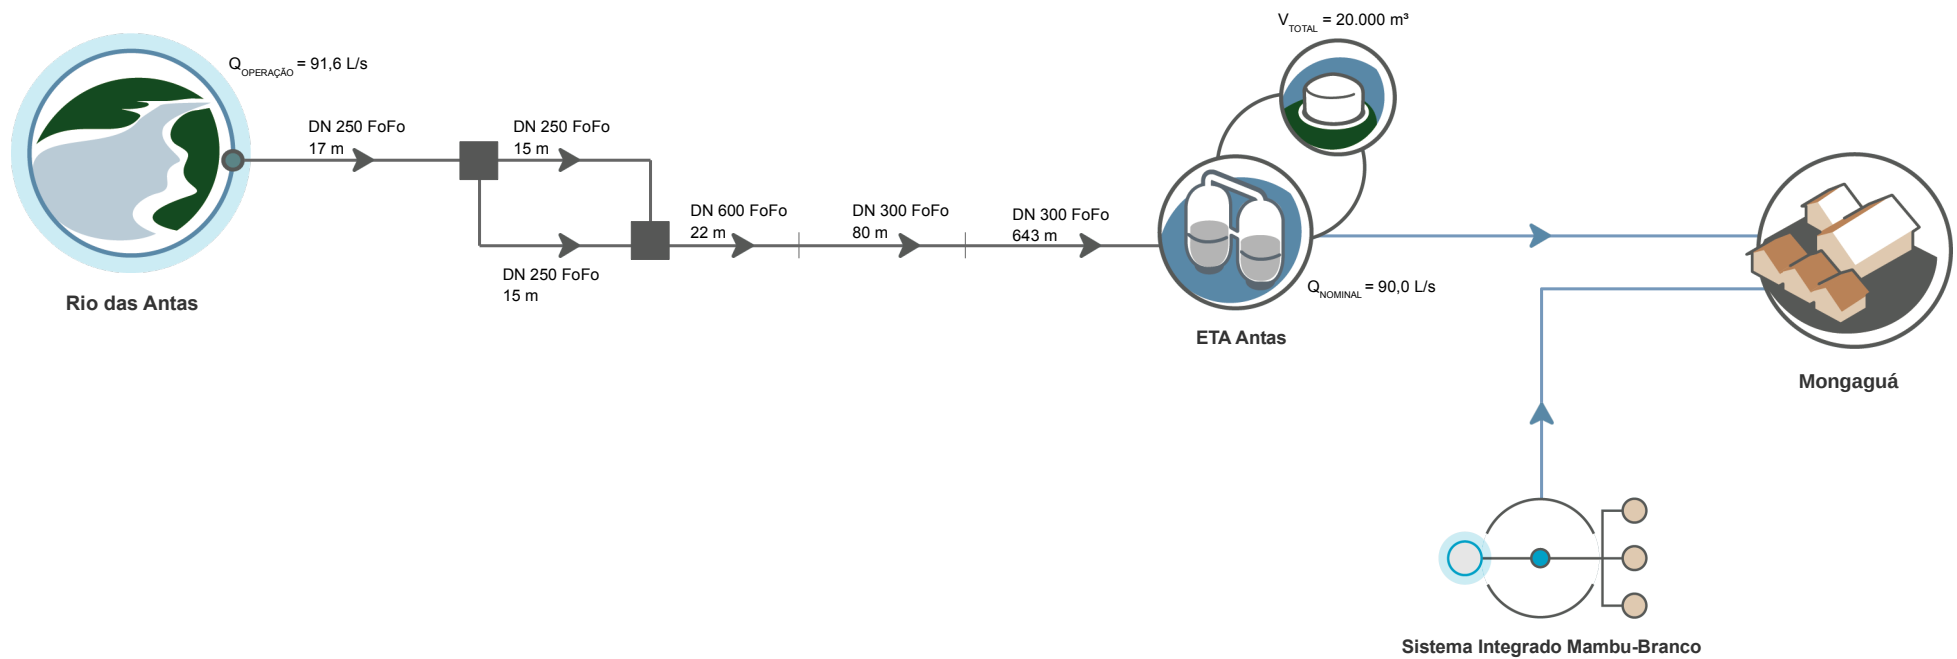 V_TOTAL = 20.000 m³
Q_OPERAÇÃO = 91,6 L/s
DN 250 FoFo
17 m
DN 250 FoFo
15 m
DN 250 FoFo
15 m
DN 600 FoFo
22 m
DN 300 FoFo
80 m
DN 300 FoFo
643 m
Q_NOMINAL = 90,0 L/s
Rio das Antas
ETA Antas
Mongaguá
Sistema Integrado Mambu-Branco